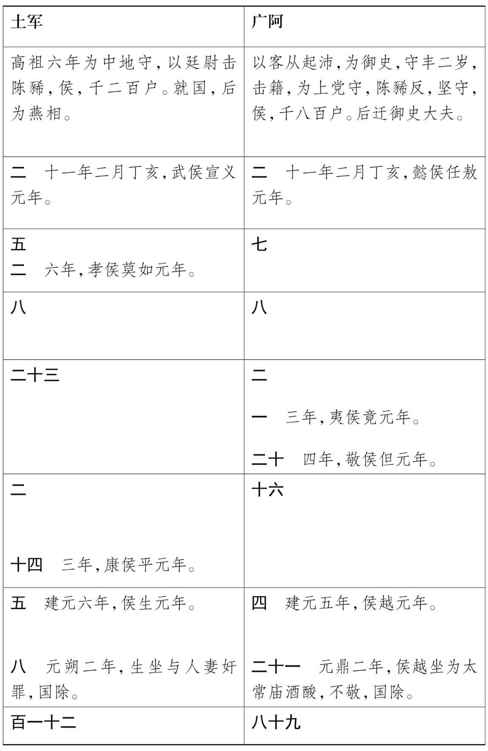 土军
广阿
高祖六年为中地守，以廷尉击
陈豨，侯，千二百户。就国，后
为燕相。
以客从起沛，为御史，守丰二岁，
击籍，为上党守，陈豨反，坚守，
侯，千八百户。后迁御史大夫。
二　十一年二月丁亥，武侯宣义
元年。
二　十一年二月丁亥，懿侯任敖
元年。
五
二　六年，孝侯莫如元年。
七
八
八
二十三
二
一　三年，夷侯竟元年。
二十　四年，敬侯但元年。
二
十四　三年，康侯平元年。
十六
五　建元六年，侯生元年。
八　元朔二年，生坐与人妻奸
罪，国除。
四　建元五年，侯越元年。
二十一　元鼎二年，侯越坐为太
常庙酒酸，不敬，国除。
百一十二
八十九